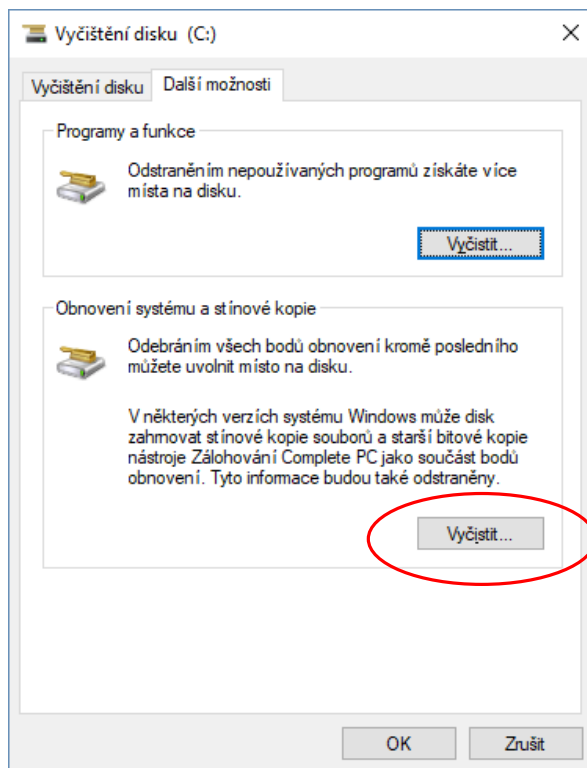 Vyčištění disku (C:)
Vyčištění disku
Další možnosti
Programy a funkce
Odstraněním nepoužívaných programů získáte více
místa na disku.
Vyčistit...
Obnovení systému a stínové kopie
Odebráním všech bodů obnovení kromě posledního
můžete uvolnit místo na disku.
V některých verzích systému Windows může disk
zahrnovat stínové kopie souborů a starší bitové kopie
nástroje Zálohování Complete PC jako součást bodů
obnovení. Tyto informace budou také odstraněny.
Vyčistit...
OK
Zrušit